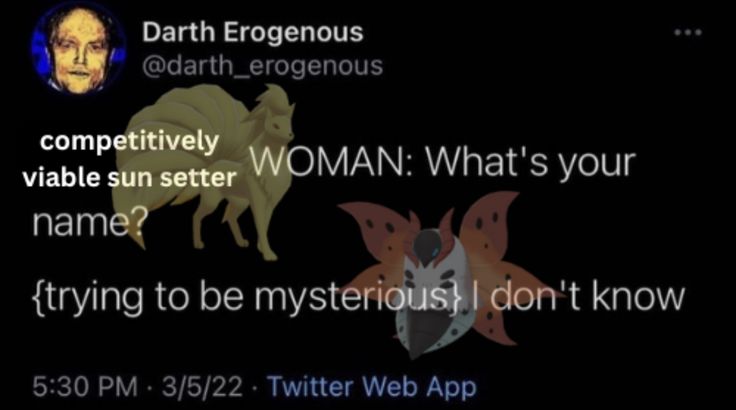 Darth Erogenous
@darth_erogenous
competitively
viable sun setter
WOMAN: What's your
name?
{trying to be mysterious} I don't know
5:30 PM · 3/5/22 · Twitter Web App